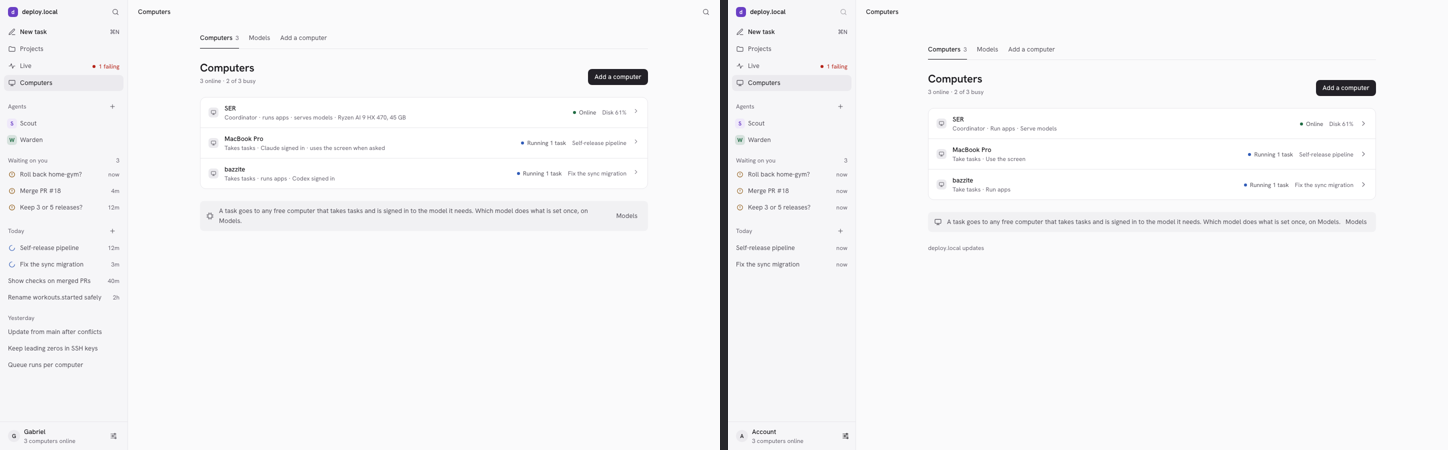 d deploy.local
New task ⌘N
Projects
Live 1 failing
Computers
Agents +
S Scout
W Warden
Waiting on you 3
Roll back home-gym? now
Merge PR #18 4m
Keep 3 or 5 releases? 12m
Today +
Self-release pipeline 12m
Fix the sync migration 3m
Show checks on merged PRs 40m
Rename workouts.started safely 2h
Yesterday
Update from main after conflicts
Keep leading zeros in SSH keys
Queue runs per computer
G Gabriel
3 computers online
Computers
Computers 3 Models Add a computer
Computers
3 online · 2 of 3 busy
Add a computer
SER
Coordinator · runs apps · serves models · Ryzen AI 9 HX 470, 45 GB
Online Disk 61%
MacBook Pro
Takes tasks · Claude signed in · uses the screen when asked
Running 1 task Self-release pipeline
bazzite
Takes tasks · runs apps · Codex signed in
Running 1 task Fix the sync migration
A task goes to any free computer that takes tasks and is signed in to the model it needs. Which model does what is set once, on
Models.
Models
d deploy.local
New task ⌘N
Projects
Live 1 failing
Computers
Agents +
S Scout
W Warden
Waiting on you 3
Roll back home-gym? now
Merge PR #18 now
Keep 3 or 5 releases? now
Today +
Self-release pipeline now
Fix the sync migration now
A Account
3 computers online
Computers
Computers 3 Models Add a computer
Computers
3 online · 2 of 3 busy
Add a computer
SER
Coordinator · Run apps · Serve models
Online Disk 61%
MacBook Pro
Take tasks · Use the screen
Running 1 task Self-release pipeline
bazzite
Take tasks · Run apps
Running 1 task Fix the sync migration
A task goes to any free computer that takes tasks and is signed in to the model it needs. Which model does what is set once, on Models. Models
deploy.local updates